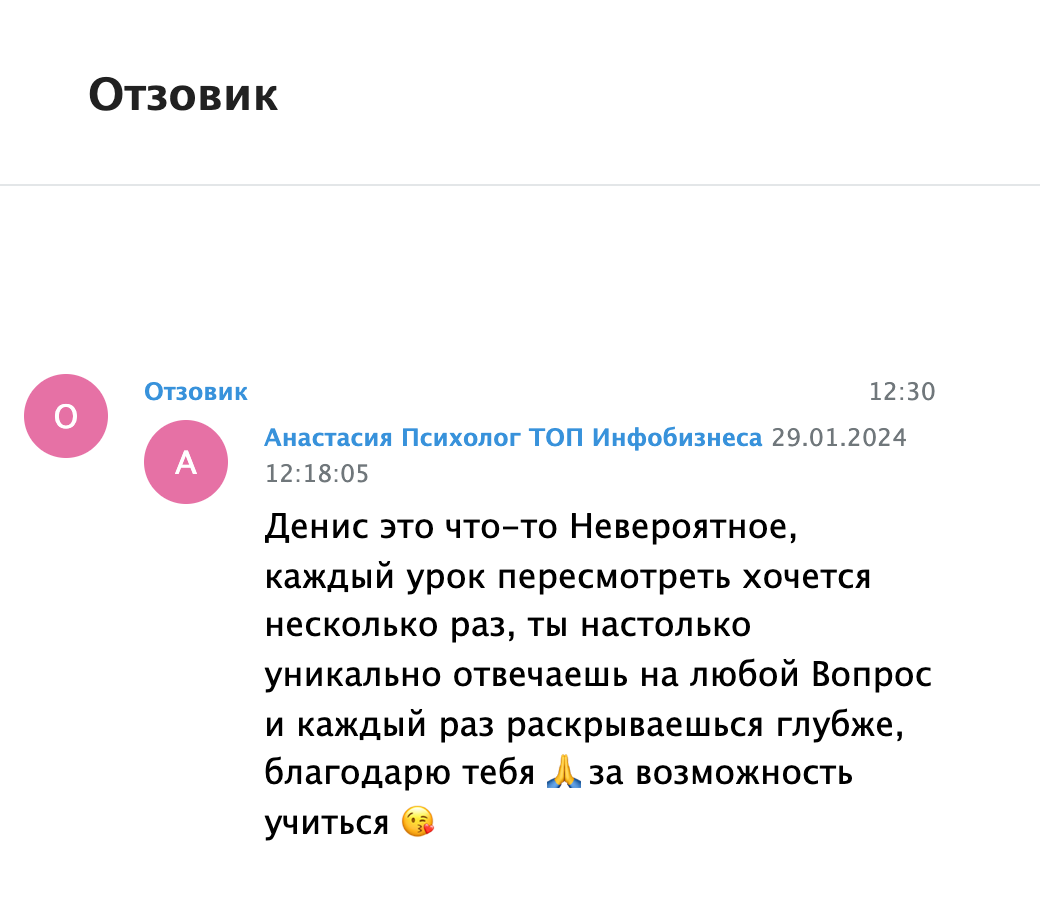 Отзовик
О
Отзовик 12:30
А
Анастасия Психолог ТОП Инфобизнеса 29.01.2024
12:18:05
Денис это что-то Невероятное,
каждый урок пересмотреть хочется
несколько раз, ты настолько
уникально отвечаешь на любой Вопрос
и каждый раз раскрываешься глубже,
благодарю тебя 🙏 за возможность
учиться 😘